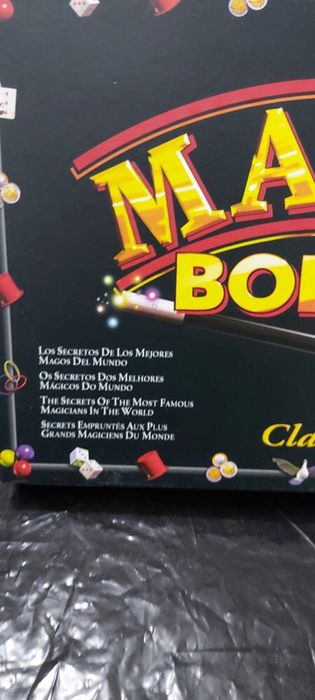 MA
BO
LOS SECRETOS DE LOS MEJORES
MAGOS DEL MUNDO
OS SECRETOS DOS MELHORES
MÁGICOS DO MUNDO
THE SECRETS OF THE MOST FAMOUS
MAGICIANS IN THE WORLD
SECRETS EMPRUNTÉS AUX PLUS
GRANDS MAGICIENS DU MONDE
Cla